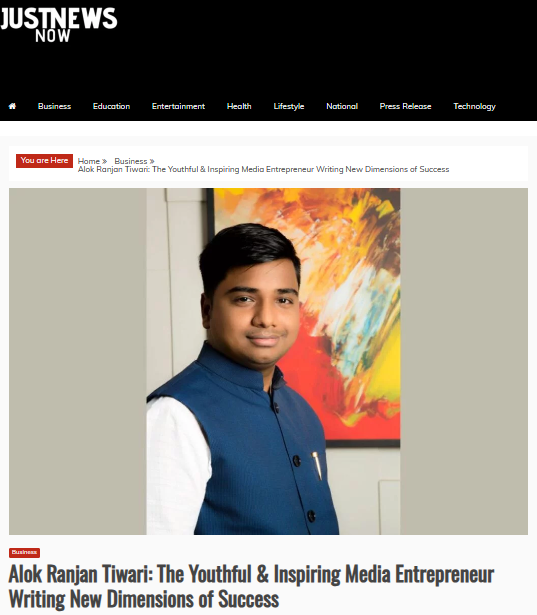 JUSTNEWS
NOW
Business Education Entertainment Health Lifestyle National Press Release Technology
You are Here Home » Business »
Alok Ranjan Tiwari: The Youthful & Inspiring Media Entrepreneur Writing New Dimensions of Success
Business
Alok Ranjan Tiwari: The Youthful & Inspiring Media Entrepreneur
Writing New Dimensions of Success